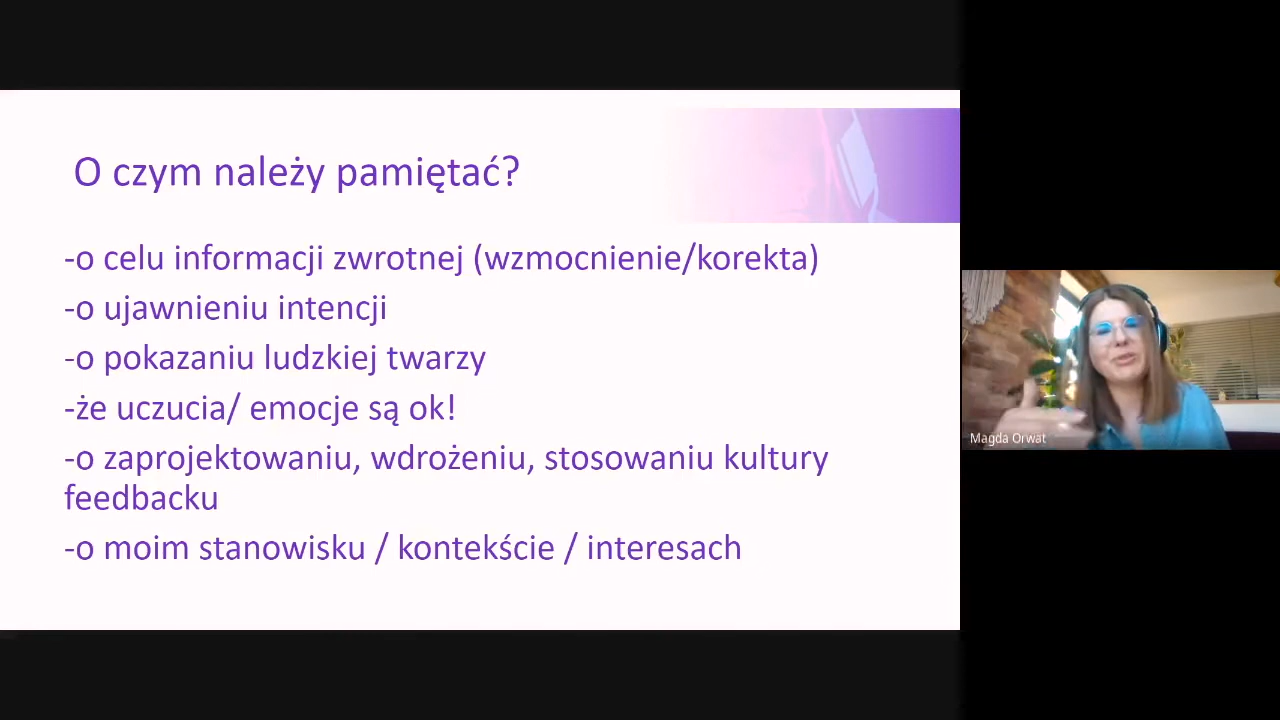 O czym należy pamiętać?
-o celu informacji zwrotnej (wzmocnienie/korekta)
-o ujawnieniu intencji
-o pokazaniu ludzkiej twarzy
-że uczucia/ emocje są ok!
-o zaprojektowaniu, wdrożeniu, stosowaniu kultury
feedbacku
-o moim stanowisku / kontekście / interesach
Magda Orwat